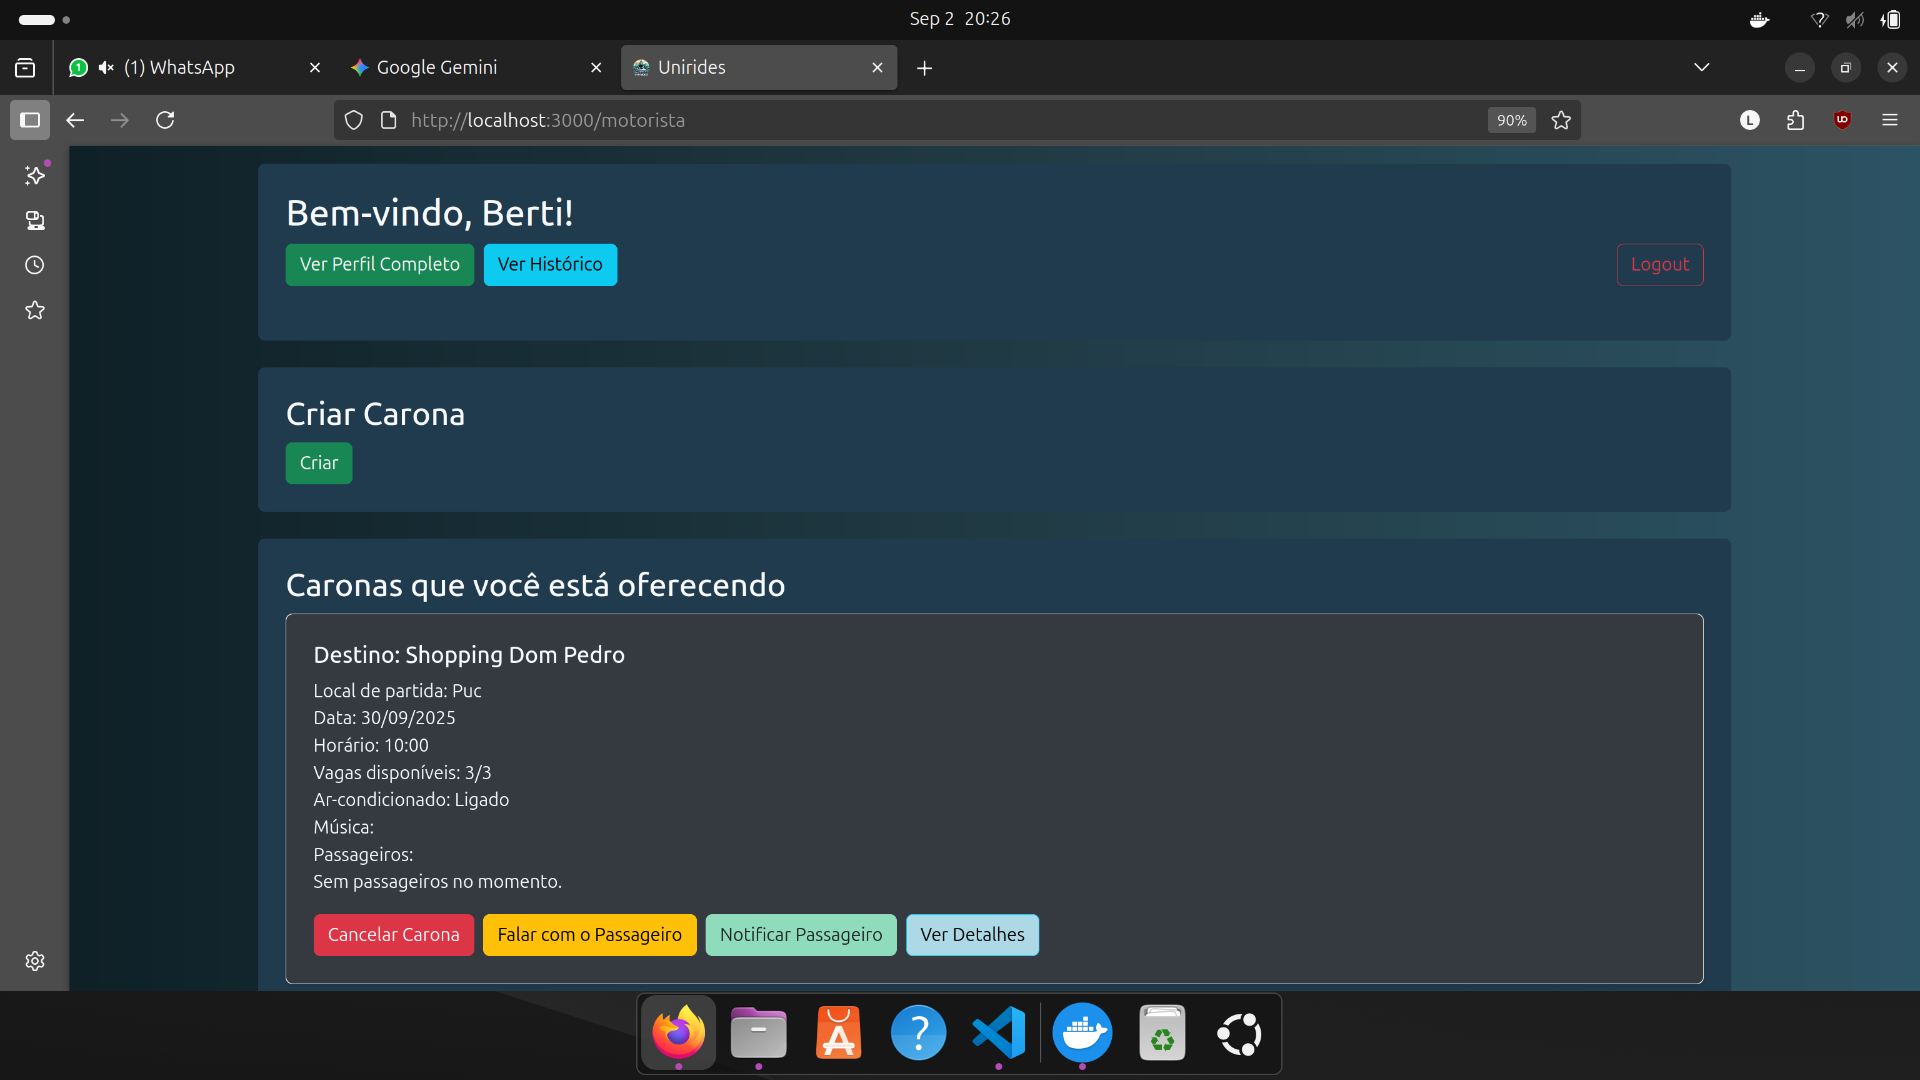 Sep 2 20:26
(1) WhatsApp
Google Gemini
Unirides
http://localhost:3000/motorista
90%
L
Bem-vindo, Berti!
Ver Perfil Completo
Ver Histórico
Logout
Criar Carona
Criar
Caronas que você está oferecendo
Destino: Shopping Dom Pedro
Local de partida: Puc
Data: 30/09/2025
Horário: 10:00
Vagas disponíveis: 3/3
Ar-condicionado: Ligado
Música:
Passageiros:
Sem passageiros no momento.
Cancelar Carona
Falar com o Passageiro
Notificar Passageiro
Ver Detalhes